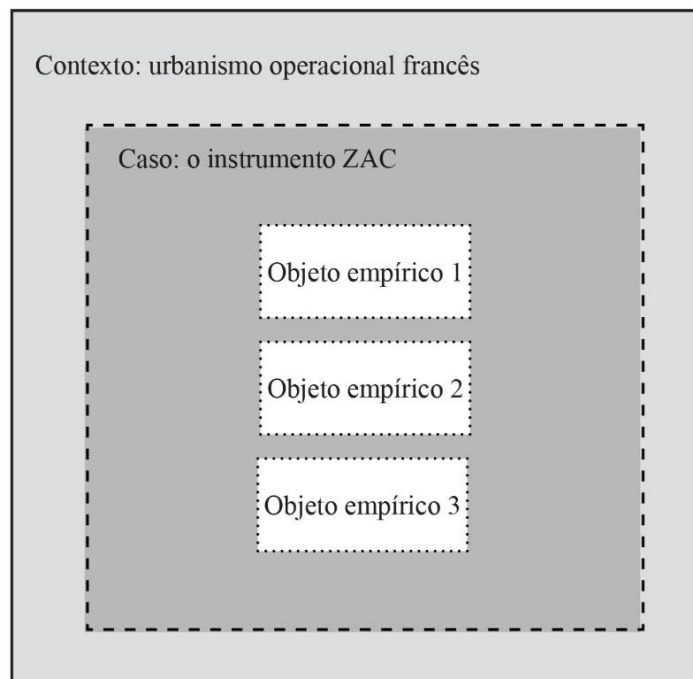 Contexto: urbanismo operacional francês
Caso: o instrumento ZAC
Objeto empírico 1
Objeto empírico 2
Objeto empírico 3